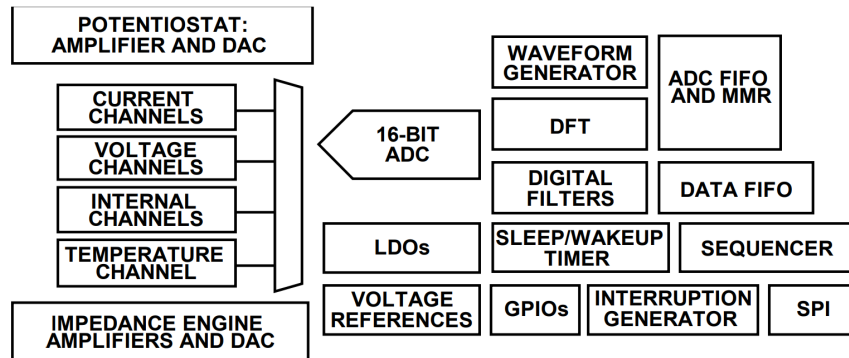 POTENTIOSTAT:
AMPLIFIER AND DAC
CURRENT
CHANNELS
VOLTAGE
CHANNELS
INTERNAL
CHANNELS
TEMPERATURE
CHANNEL
IMPEDANCE ENGINE
AMPLIFIERS AND DAC
16-BIT
ADC
WAVEFORM
GENERATOR
ADC FIFO
AND MMR
DFT
DIGITAL
FILTERS
DATA FIFO
LDOs
SLEEP/WAKEUP
TIMER
SEQUENCER
VOLTAGE
REFERENCES
GPIOs
INTERRUPTION
GENERATOR
SPI